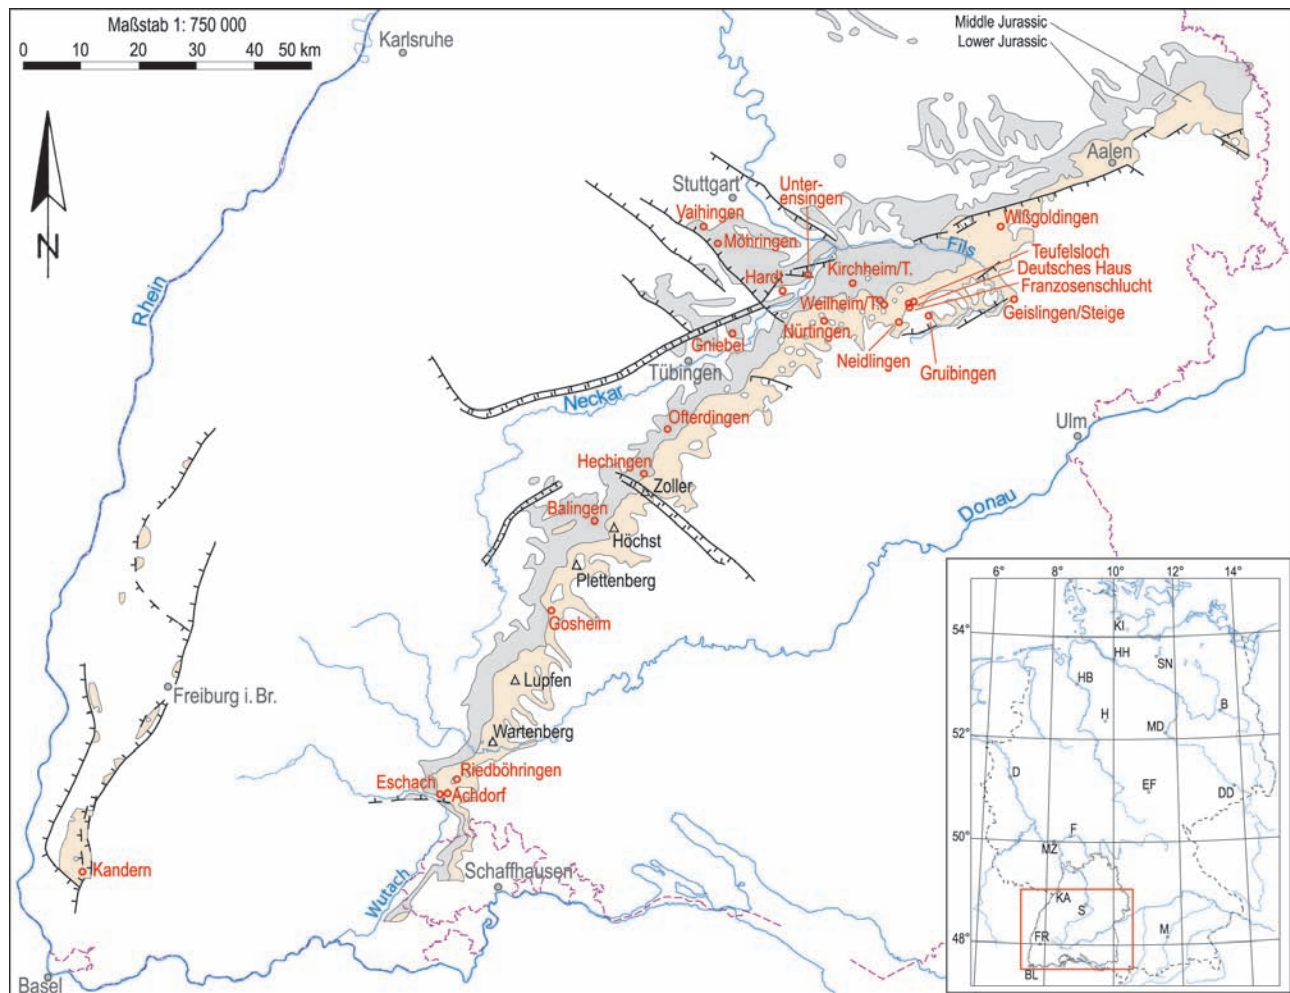 Maßstab 1: 750 000
0 10 20 30 40 50 km
Karlsruhe
Middle Jurassic
Lower Jurassic
N
Rhein
Aalen
Stuttgart
Unter-
ensingen
Vaihingen
Möhringen
Wißgoldingen
Fils
Teufelsloch
Deutsches Haus
Franzosenschlucht
Geislingen/Steige
Kirchheim/T.
Hardt
Weilheim/T.
Nürtingen
Neidlingen
Gruibingen
Gniebel
Tübingen
Neckar
Ofterdingen
Ulm
Hechingen
Zoller
Donau
Balingen
Höchst
Plettenberg
Gosheim
Freiburg i. Br.
Lupfen
Wartenberg
Riedböhringen
Eschach
Achdorf
Kandern
Schaffhausen
Wutach
Basel
6° 8° 10° 12° 14°
54°
KI
HH
SN
HB
B
H
MD
52°
D
EF
DD
F
50°
MZ
KA
S
FR
M
48°
BL